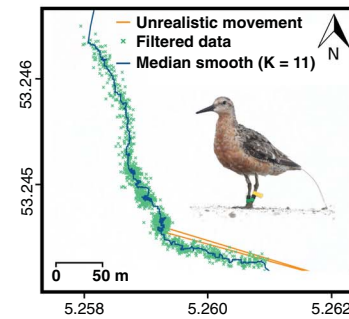 Unrealistic movement
Filtered data
Median smooth (K = 11)
N
53.246
53.245
0 50 m
5.258 5.260 5.262